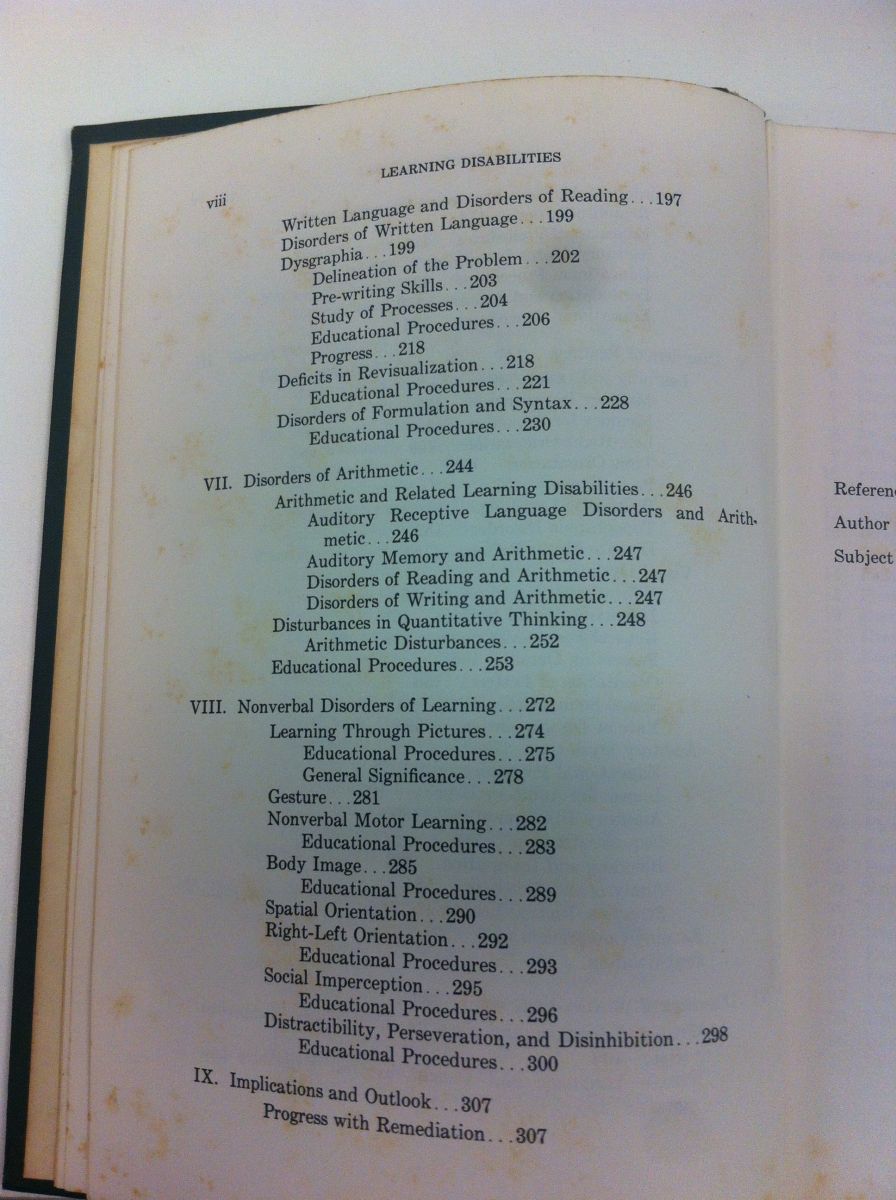 viii
LEARNING DISABILITIES
Written Language and Disorders of Reading...197
Disorders of Written Language...199
Dysgraphia...199
Delineation of the Problem...202
Pre-writing Skills...203
Study of Processes...204
Educational Procedures...206
Progress...218
Deficits in Revisualization...218
Educational Procedures...221
Disorders of Formulation and Syntax...228
Educational Procedures...230
VII. Disorders of Arithmetic...244
Arithmetic and Related Learning Disabilities...246
Auditory Receptive Language Disorders and Arith-
metic...246
Auditory Memory and Arithmetic...247
Disorders of Reading and Arithmetic...247
Disorders of Writing and Arithmetic...247
Disturbances in Quantitative Thinking...248
Arithmetic Disturbances...252
Educational Procedures...253
VIII. Nonverbal Disorders of Learning...272
Learning Through Pictures...274
Educational Procedures...275
General Significance...278
Gesture...281
Nonverbal Motor Learning...282
Educational Procedures...283
Body Image...285
Educational Procedures...289
Spatial Orientation...290
Right-Left Orientation...292
Educational Procedures...293
Social Imperception...295
Educational Procedures...296
Distractibility, Perseveration, and Disinhibition...298
Educational Procedures...300
IX. Implications and Outlook...307
Progress with Remediation...307
Author
Subject